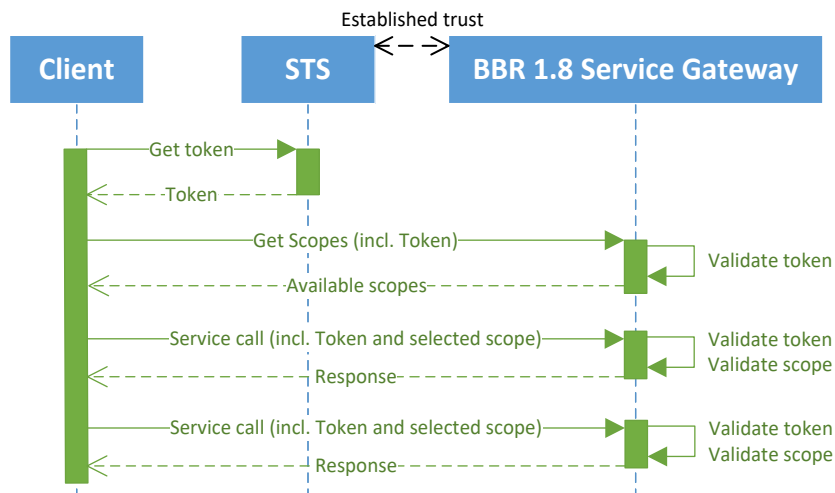 Established trust
Client
STS
BBR 1.8 Service Gateway
Get token
Token
Get Scopes (incl. Token)
Validate token
Available scopes
Service call (incl. Token and selected scope)
Validate token
Validate scope
Response
Service call (incl. Token and selected scope)
Validate token
Validate scope
Response